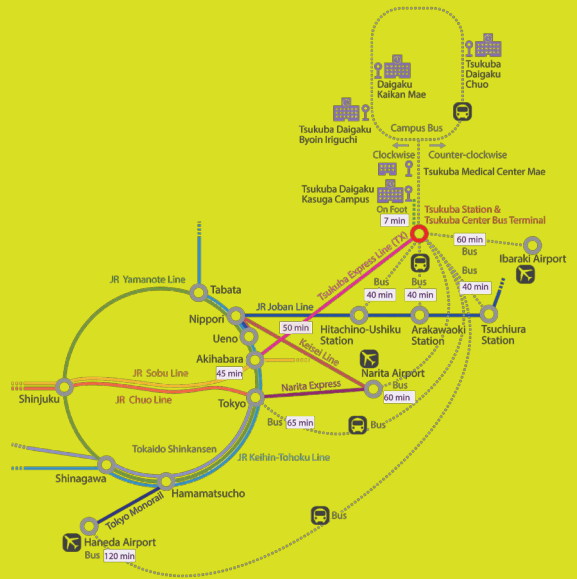 Tsukuba
Daigaku
Chuo
Daigaku
Kaikan Mae
Tsukuba Daigaku
Byoin Iriguchi
Campus Bus
Clockwise
Counter-clockwise
Tsukuba Medical Center Mae
Tsukuba Daigaku
Kasuga Campus
On Foot
7 min
Tsukuba Station &
Tsukuba Center Bus Terminal
60 min
Bus
Ibaraki Airport
Tsukuba Express Line (TX)
Bus
40 min
Bus
40 min
Bus
40 min
JR Yamanote Line
Tabata
JR Joban Line
Nippori
50 min
Hitachino-Ushiku
Station
Arakawaoki
Station
Tsuchiura
Station
Ueno
Keisei Line
Akihabara
45 min
JR Sobu Line
Narita Airport
Narita Express
Bus
60 min
Shinjuku
JR Chuo Line
Tokyo
Bus
65 min
Bus
Tokaido Shinkansen
JR Keihin-Tohoku Line
Shinagawa
Hamamatsucho
Tokyo Monorail
Bus
Haneda Airport
Bus
120 min